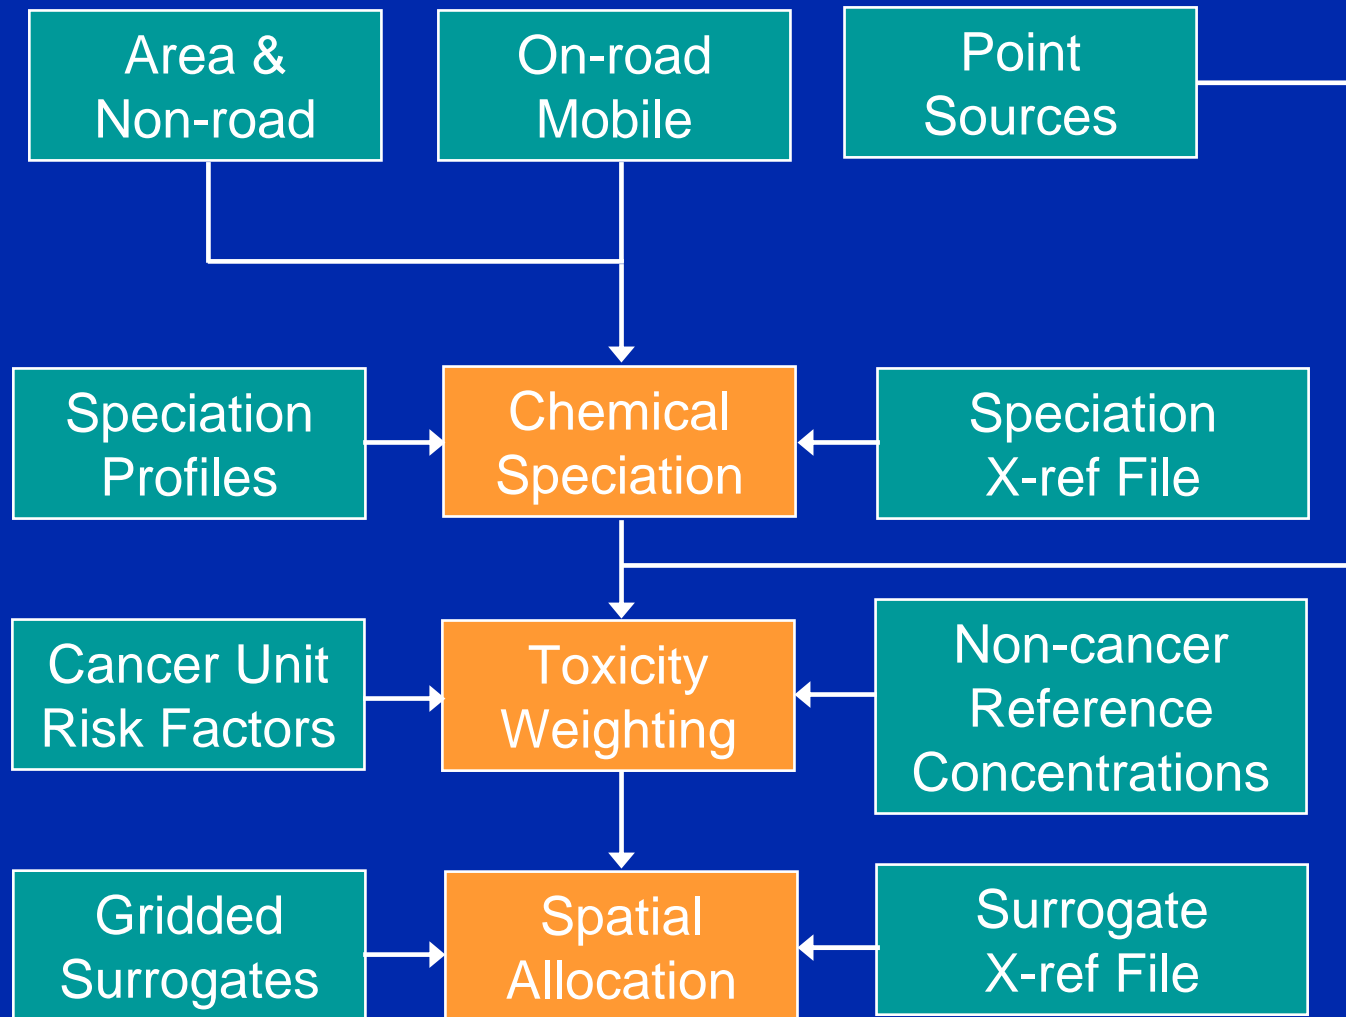 Area &
Non-road
On-road
Mobile
Point
Sources
Speciation
Profiles
Chemical
Speciation
Speciation
X-ref File
Cancer Unit
Risk Factors
Toxicity
Weighting
Non-cancer
Reference
Concentrations
Gridded
Surrogates
Spatial
Allocation
Surrogate
X-ref File